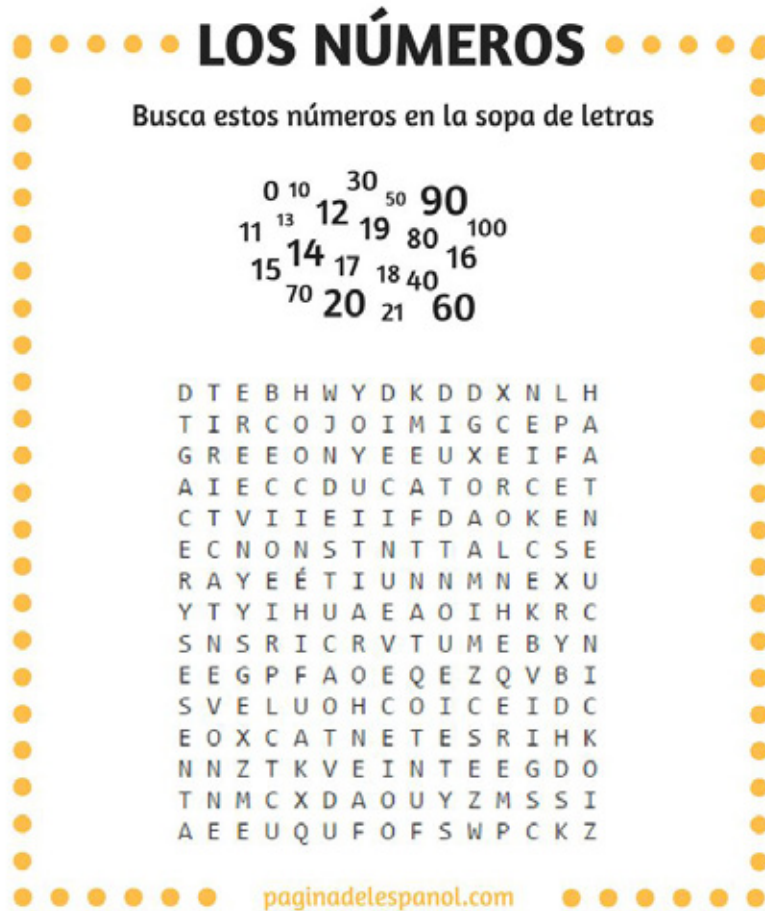 LOS NÚMEROS
Busca estos números en la sopa de letras
0 10 30 50 90
11 13 12 19 80 100
15 14 17 18 40 16
70 20 21 60
D T E B H W Y D K D D X N L H
T I R C O J O I M I G C E P A
G R E E O N Y E E U X E I F A
A I E C C D U C A T O R C E T
C T V I I E I I F D A O K E N
E C N O N S T N T T A L C S E
R A Y E É T I U N N M N E X U
Y T Y I H U A E A O I H K R C
S N S R I C R V T U M E B Y N
E E G P F A O E Q E Z Q V B I
S V E L U O H C O I C E I D C
E O X C A T N E T E S R I H K
N N Z T K V E I N T E E G D O
T N M C X D A O U Y Z M S S I
A E E U Q U F O F S W P C K Z
paginadelespanol.com